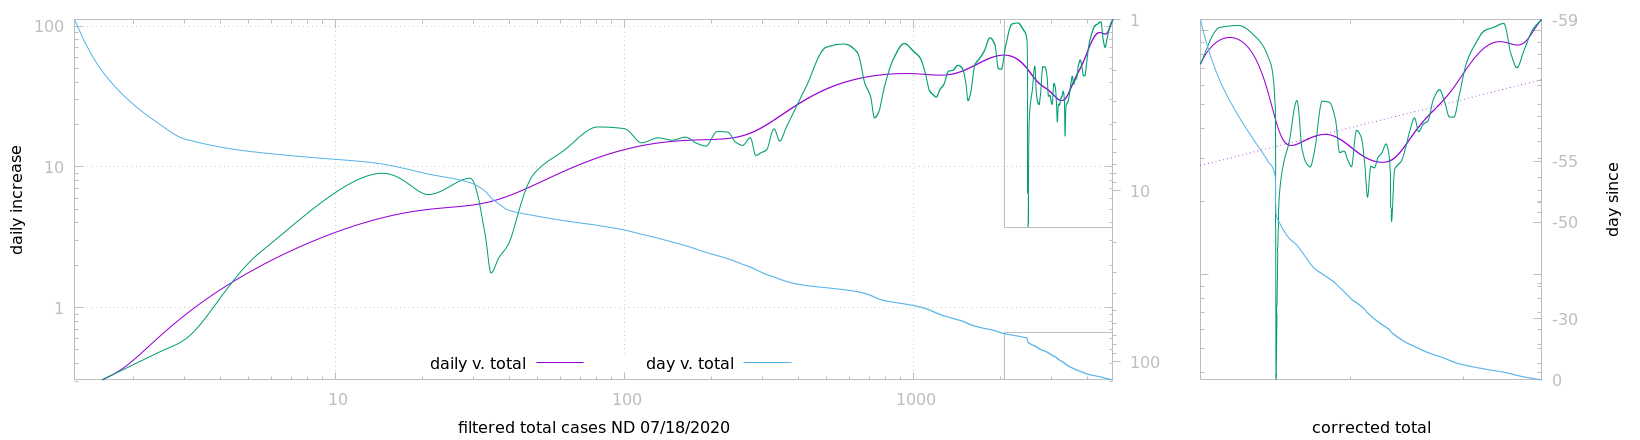 100
10
1
daily increase
10
100
1000
filtered total cases ND 07/18/2020
daily v. total
day v. total
1
10
100
-59
-55
-50
-30
0
day since
corrected total